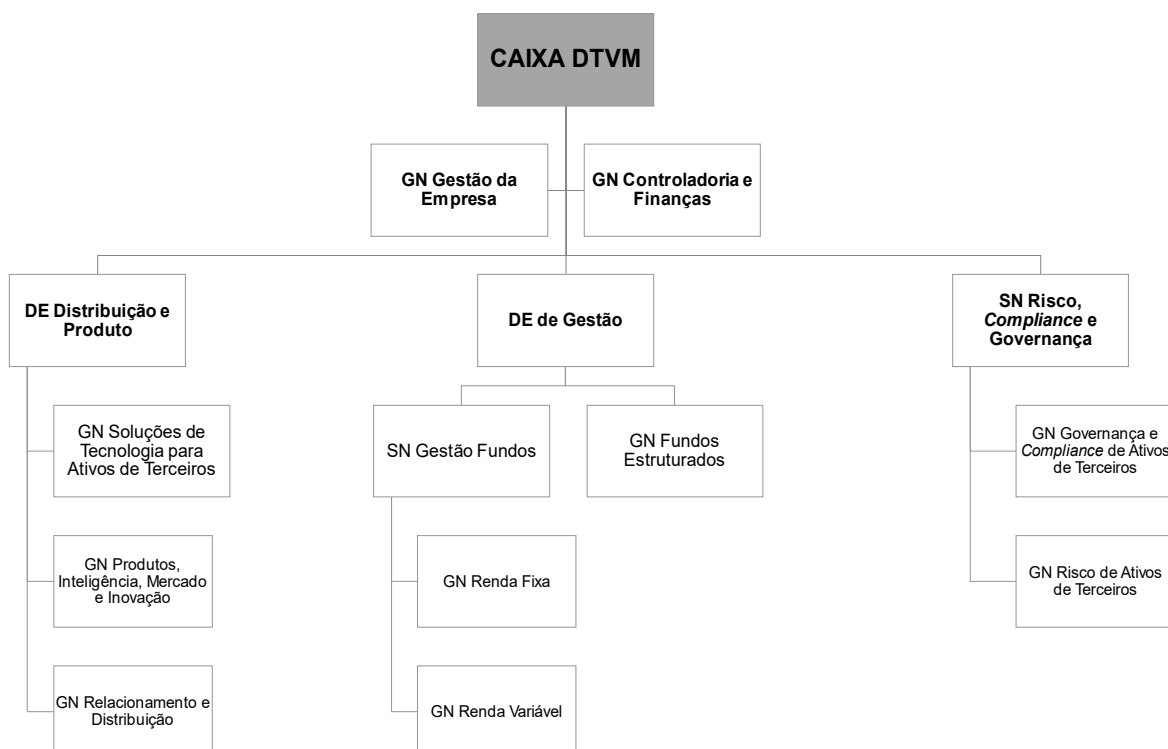 CAIXA DTVM
GN Gestão da
Empresa
GN Controladoria e
Finanças
DE Distribuição e
Produto
DE de Gestão
SN Risco,
Compliance e
Governança
GN Soluções de
Tecnologia para
Ativos de Terceiros
SN Gestão Fundos
GN Fundos
Estruturados
GN Governança e
Compliance de Ativos
de Terceiros
GN Produtos,
Inteligência, Mercado
e Inovação
GN Renda Fixa
GN Risco de Ativos
de Terceiros
GN Relacionamento e
Distribuição
GN Renda Variável